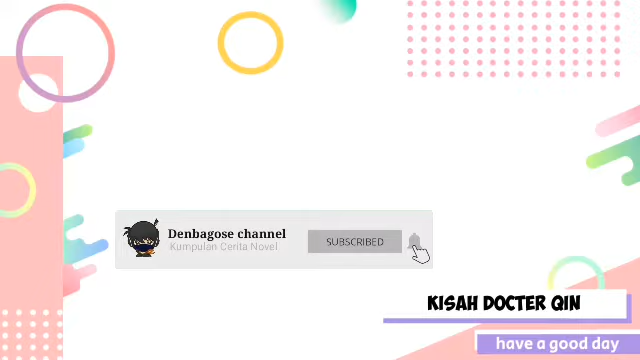 Denbagose channel
Kumpulan Cerita Novel
SUBSCRIBED
KISAH DOCTER QIN
have a good day